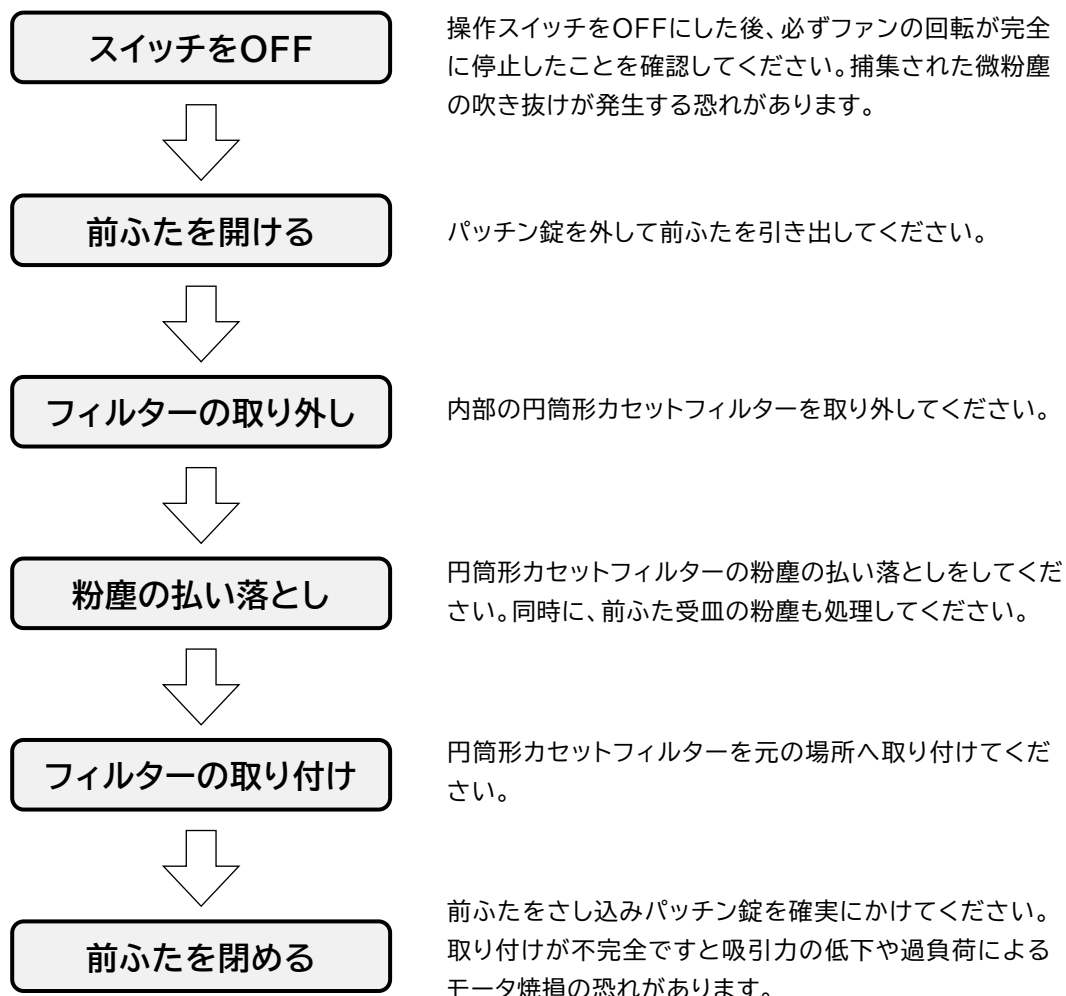 スイッチをOFF
操作スイッチをOFFにした後、必ずファンの回転が完全
に停止したことを確認してください。捕集された微粉塵
の吹き抜けが発生する恐れがあります。
前ふたを開ける
パッチン錠を外して前ふたを引き出してください。
フィルターの取り外し
内部の円筒形カセットフィルターを取り外してください。
粉塵の払い落とし
円筒形カセットフィルターの粉塵の払い落としをしてくだ
さい。同時に、前ふた受皿の粉塵も処理してください。
フィルターの取り付け
円筒形カセットフィルターを元の場所へ取り付けてくだ
さい。
前ふたを閉める
前ふたをさし込みパッチン錠を確実にかけてください。
取り付けが不完全ですと吸引力の低下や過負荷による
モータ焼損の恐れがあります。